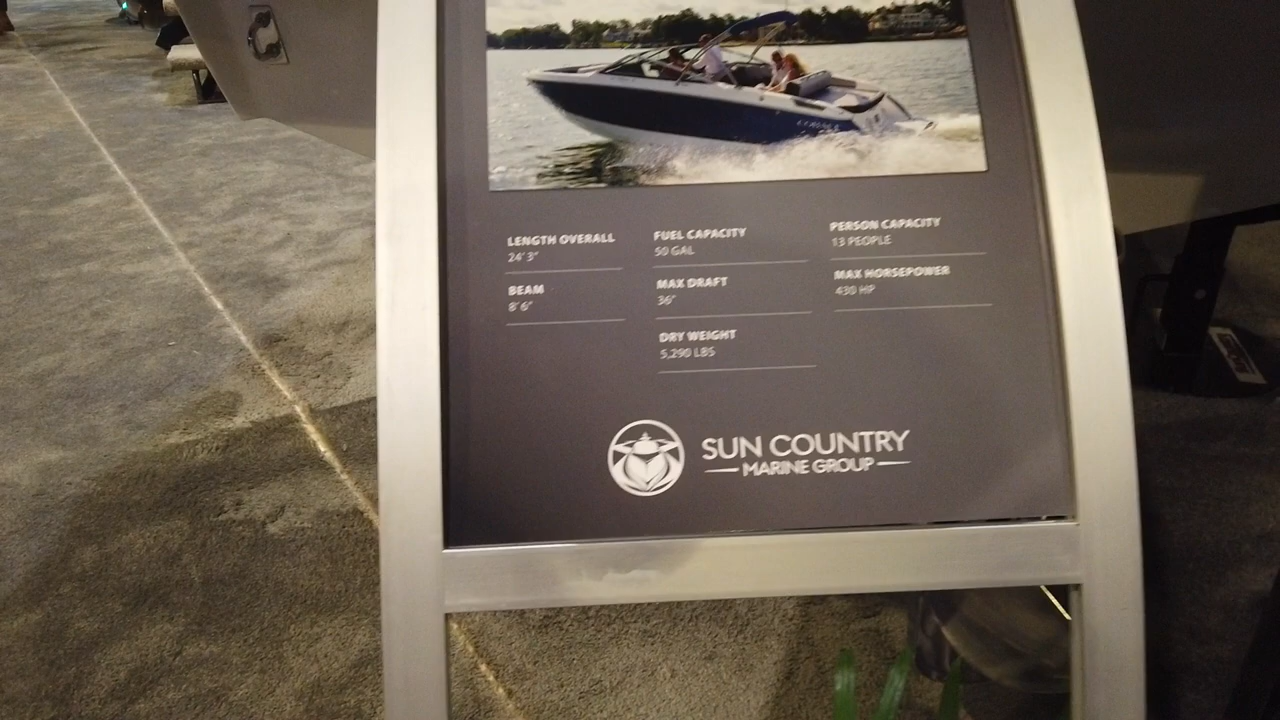 COBALT
LENGTH OVERALL
24' 3"
BEAM
8' 6"
FUEL CAPACITY
50 GAL
MAX DRAFT
36"
DRY WEIGHT
5,290 LBS
PERSON CAPACITY
13 PEOPLE
MAX HORSEPOWER
430 HP
SUN COUNTRY
MARINE GROUP